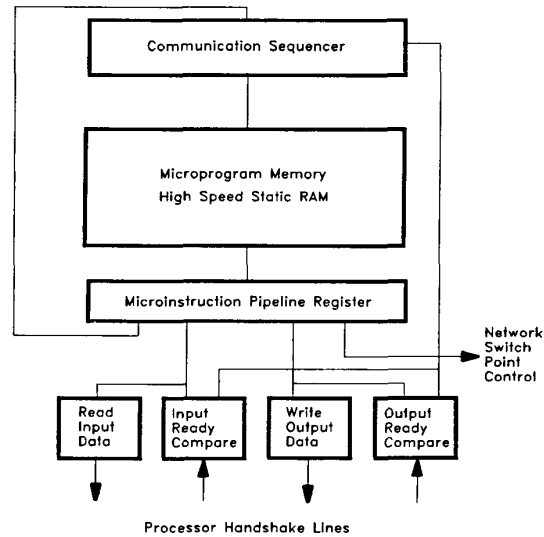 Communication Sequencer
Microprogram Memory
High Speed Static RAM
Microinstruction Pipeline Register
Network
Switch
Point
Control
Read
Input
Data
Input
Ready
Compare
Write
Output
Data
Output
Ready
Compare
Processor Handshake Lines